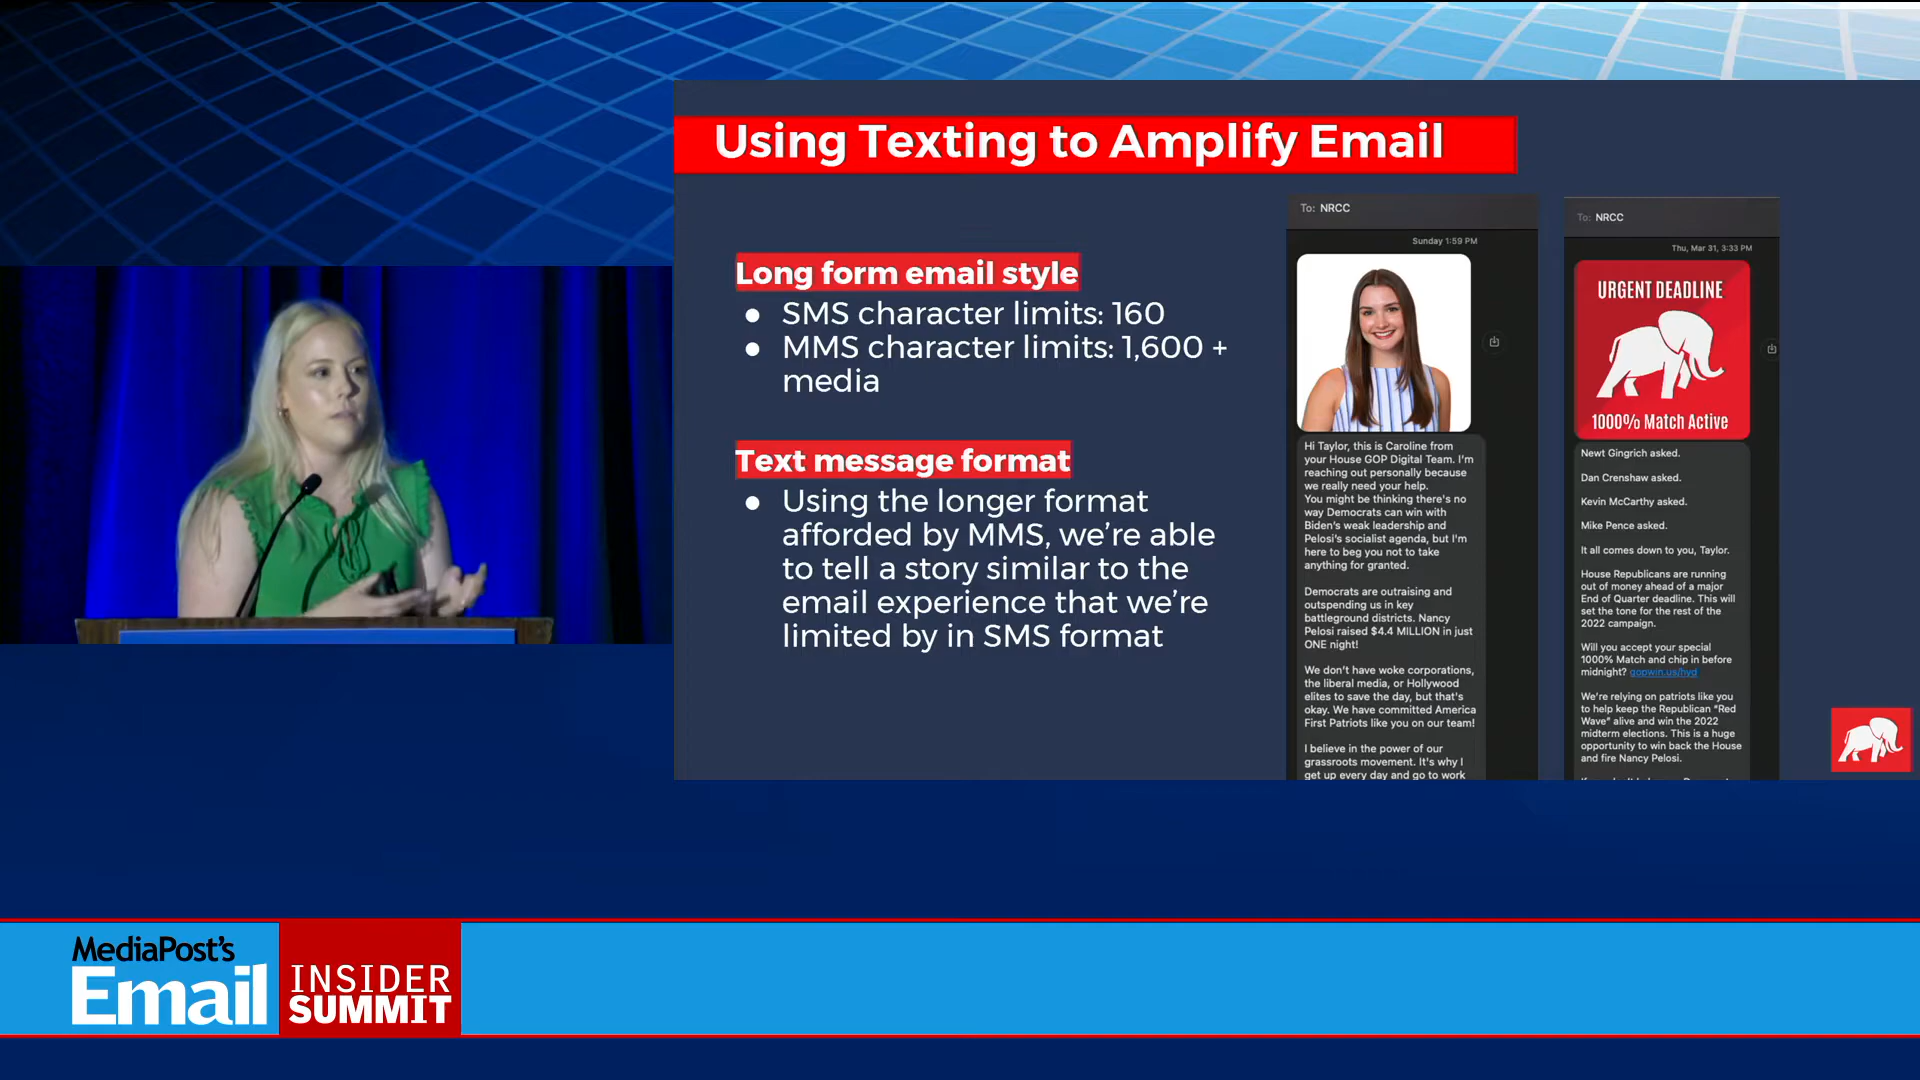 Using Texting to Amplify Email
Long form email style
● SMS character limits: 160
● MMS character limits: 1,600 +
media
Text message format
● Using the longer format
afforded by MMS, we’re able
to tell a story similar to the
email experience that we’re
limited by in SMS format
To: NRCC
Sunday 1:59 PM
Hi Taylor, this is Caroline from
your House GOP Digital Team. I'm
reaching out personally because
we really need your help.
You might be thinking there's no
way Democrats can win with
Biden's weak leadership and
Pelosi's socialist agenda, but I'm
here to beg you not to take
anything for granted.
Democrats are outraising and
outspending us in key
battleground districts. Nancy
Pelosi raised $4.4 MILLION in just
ONE night!
We don't have woke corporations,
the liberal media, or Hollywood
elites to save the day, but that's
okay. We have committed America
First Patriots like you on our team!
I believe in the power of our
grassroots movement. It's why I
get up every day and go to work
To: NRCC
Thu, Mar 31, 3:33 PM
URGENT DEADLINE
1000% Match Active
Newt Gingrich asked.
Dan Crenshaw asked.
Kevin McCarthy asked.
Mike Pence asked.
It all comes down to you, Taylor.
House Republicans are running
out of money ahead of a major
End of Quarter deadline. This will
set the tone for the rest of the
2022 campaign.
Will you accept your special
1000% Match and chip in before
midnight? gopwin.us/hyd
We're relying on patriots like you
to help keep the Republican “Red
Wave” alive and win the 2022
midterm elections. This is a huge
opportunity to win back the House
and fire Nancy Pelosi.
MediaPost's
Email
INSIDER
SUMMIT